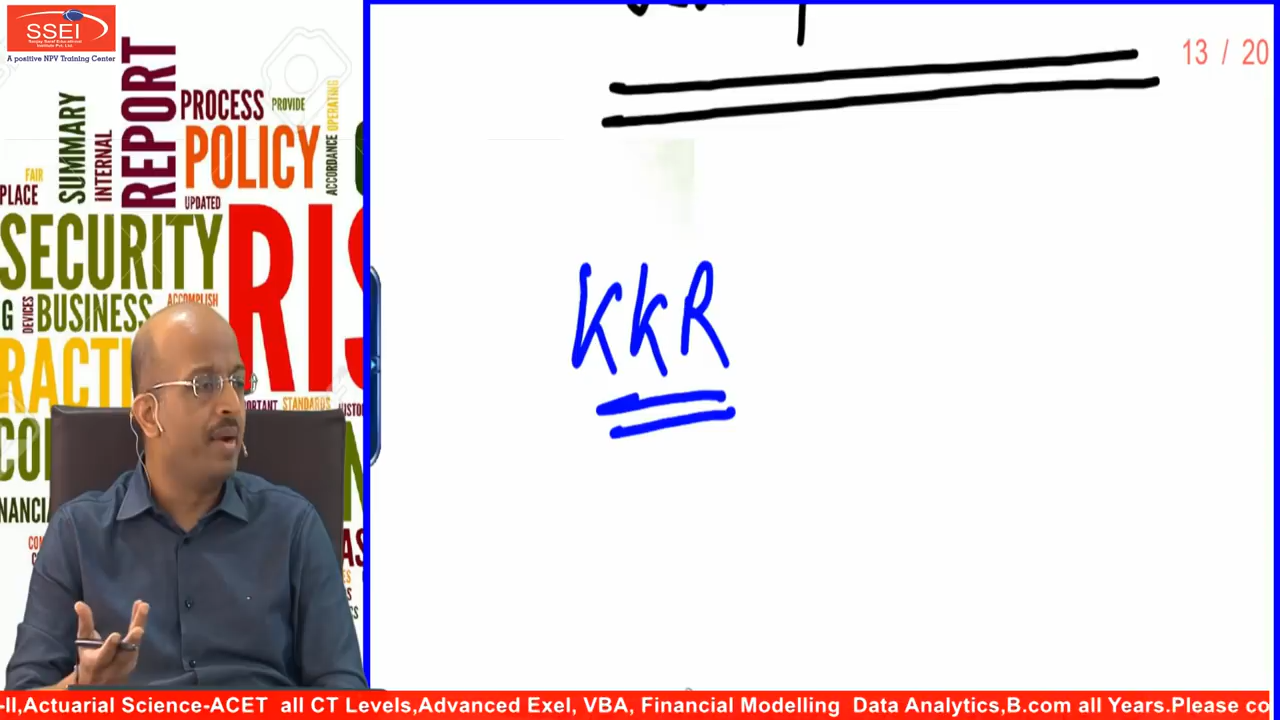 SSEI
A positive NPV Training Center
13 / 20
PROCESS
PROVIDE
POLICY
REPORT
SUMMARY
INTERNAL
ACCORDANCE
OPERATING
FAIR
PLACE
UPDATED
SECURITY
G
DEVICES
BUSINESS
ACCOMPLISH
STANDARDS
KKR
-II,Actuarial Science-ACET all CT Levels,Advanced Exel, VBA, Financial Modelling Data Analytics,B.com all Years.Please co